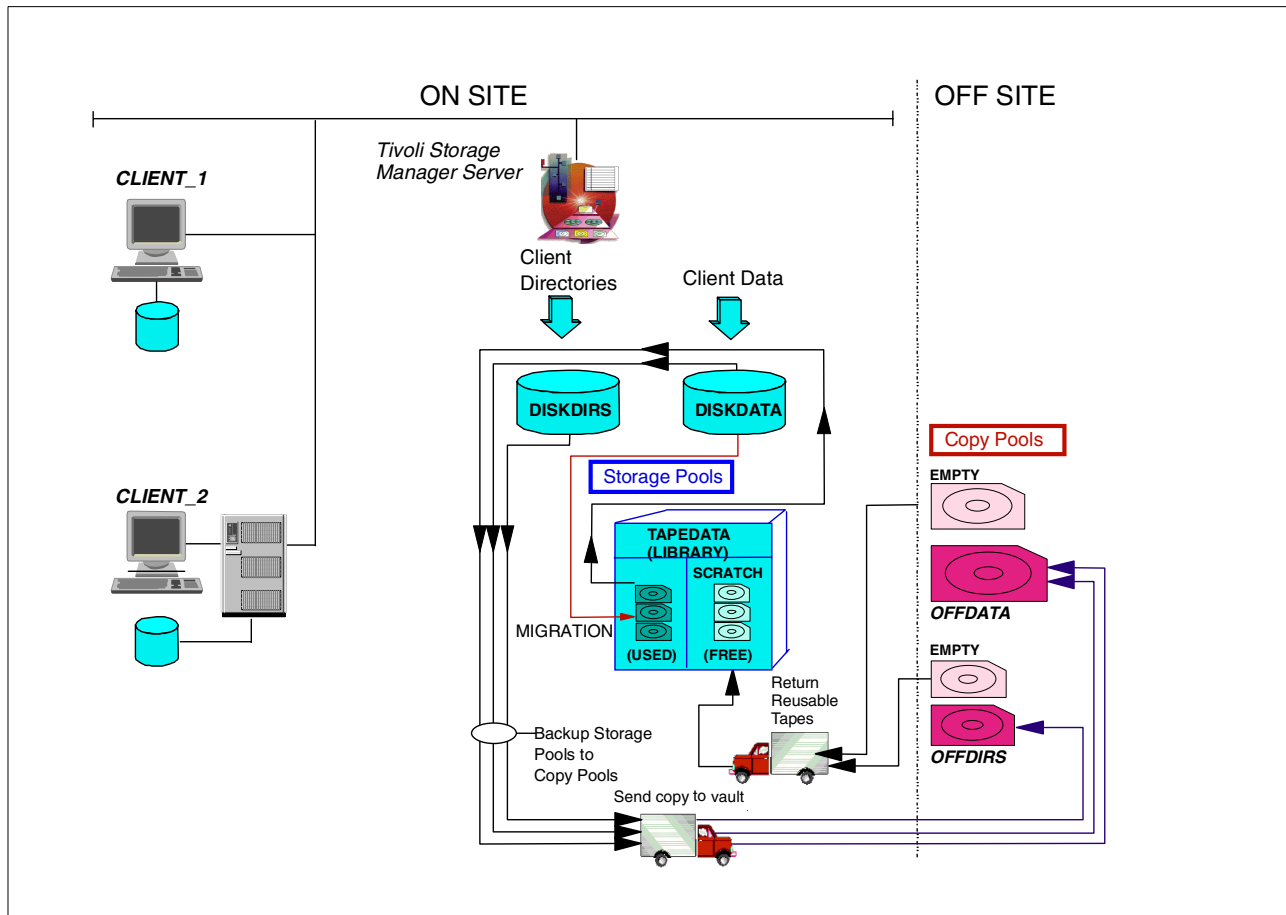 ON SITE
OFF SITE
Tivoli Storage
Manager Server
CLIENT_1
Client
Directories
Client Data
DISKDIRS
DISKDATA
Copy Pools
Storage Pools
EMPTY
CLIENT_2
TAPEDATA
(LIBRARY)
SCRATCH
OFFDATA
MIGRATION
(USED)
(FREE)
EMPTY
Return
Reusable
Tapes
Backup Storage
Pools to
Copy Pools
OFFDIRS
Send copy to vault